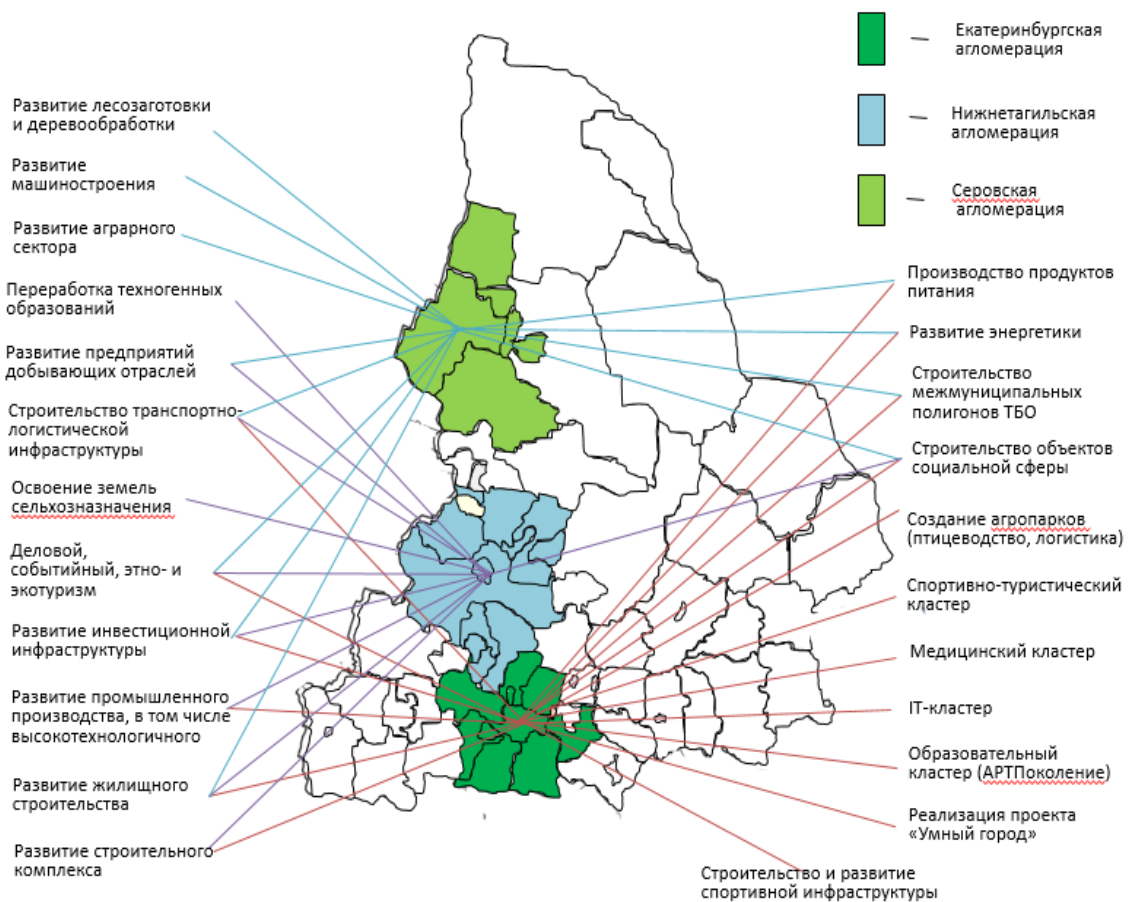 Екатеринбургская
агломерация
Нижнетагильская
агломерация
Серовская
агломерация
Развитие лесозаготовки
и деревообработки
Развитие
машиностроения
Развитие аграрного
сектора
Переработка техногенных
образований
Развитие предприятий
добывающих отраслей
Строительство транспортно-
логистической
инфраструктуры
Освоение земель
сельхозназначения
Деловой,
событийный, этно- и
экотуризм
Развитие инвестиционной
инфраструктуры
Развитие промышленного
производства, в том числе
высокотехнологичного
Развитие жилищного
строительства
Развитие строительного
комплекса
Производство продуктов
питания
Развитие энергетики
Строительство
межмуниципальных
полигонов ТБО
Строительство объектов
социальной сферы
Создание агропарков
(птицеводство, логистика)
Спортивно-туристический
кластер
Медицинский кластер
IT-кластер
Образовательный
кластер (АРТПоколение)
Реализация проекта
«Умный город»
Строительство и развитие
спортивной инфраструктуры